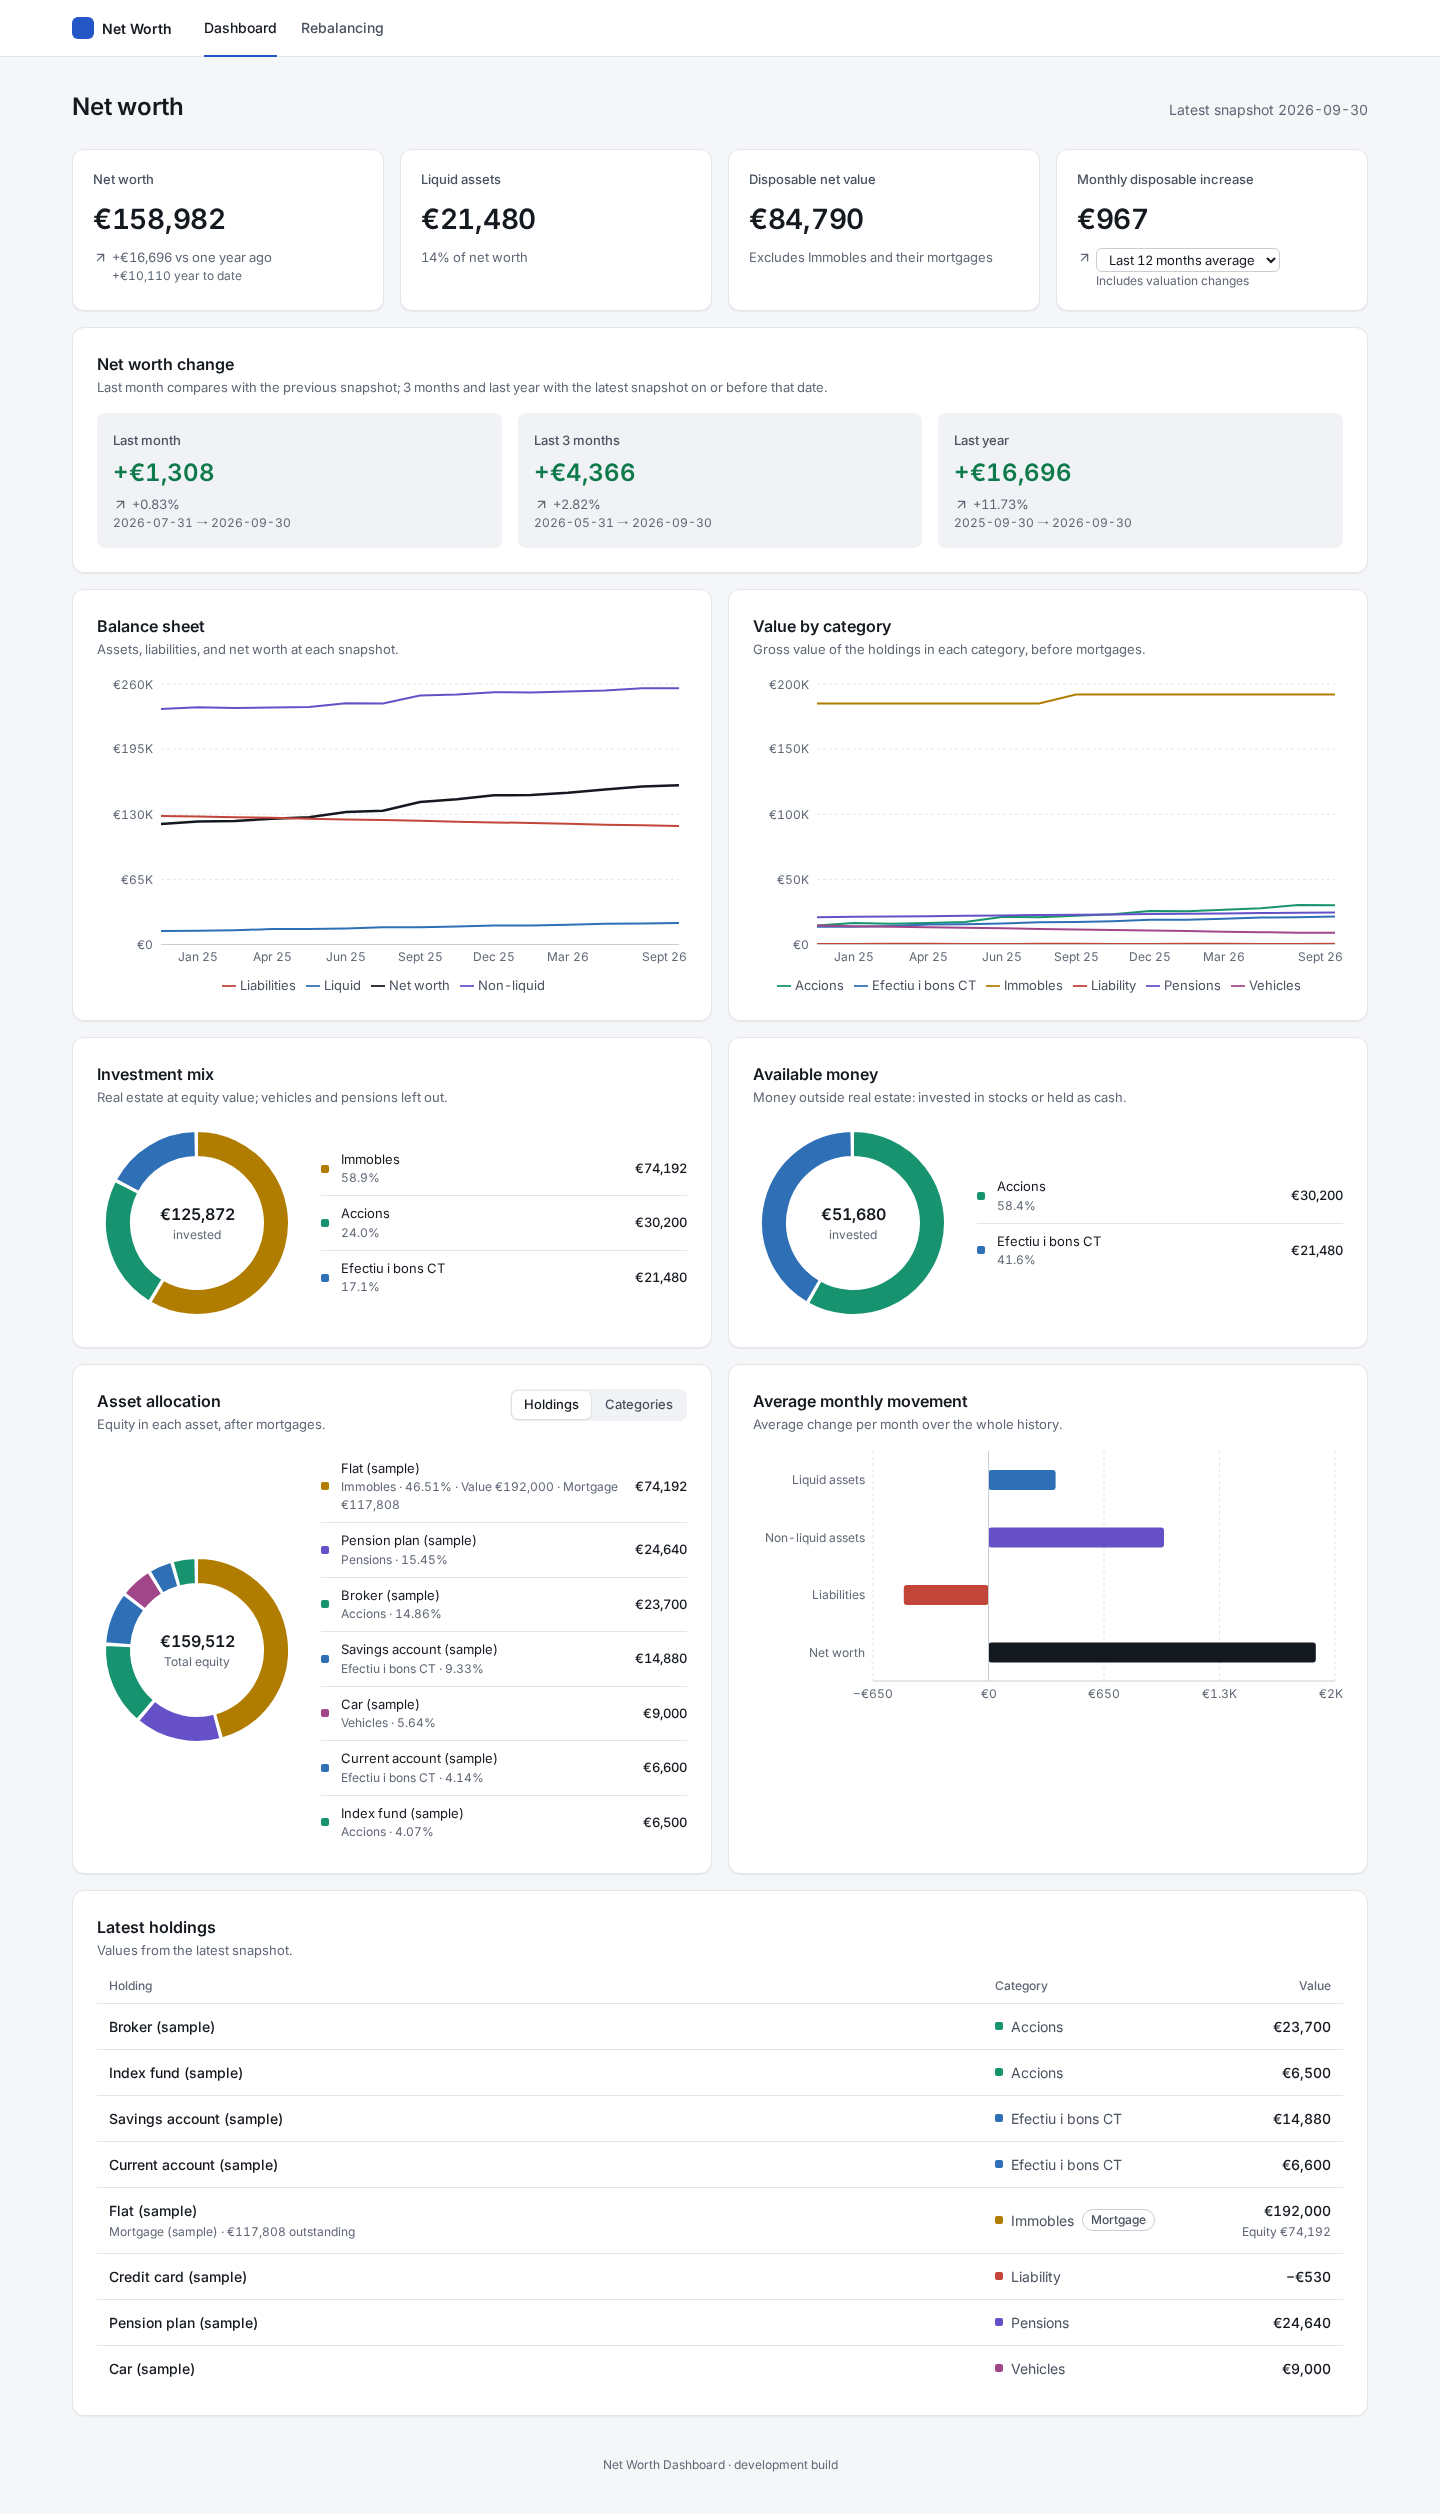 Net Worth
Dashboard
Rebalancing
Net worth
Latest snapshot 2026-09-30
Net worth
€158,982
+€16,696 vs one year ago
+€10,110 year to date
Liquid assets
€21,480
14% of net worth
Disposable net value
€84,790
Excludes Immobles and their mortgages
Monthly disposable increase
€967
Last 12 months average
Includes valuation changes
Net worth change
Last month compares with the previous snapshot; 3 months and last year with the latest snapshot on or before that date.
Last month
+€1,308
+0.83%
2026-07-31 → 2026-09-30
Last 3 months
+€4,366
+2.82%
2026-05-31 → 2026-09-30
Last year
+€16,696
+11.73%
2025-09-30 → 2026-09-30
Balance sheet
Assets, liabilities, and net worth at each snapshot.
€260K
€195K
€130K
€65K
€0
Jan 25 Apr 25 Jun 25 Sept 25 Dec 25 Mar 26 Sept 26
Liabilities Liquid Net worth Non-liquid
Value by category
Gross value of the holdings in each category, before mortgages.
€200K
€150K
€100K
€50K
€0
Jan 25 Apr 25 Jun 25 Sept 25 Dec 25 Mar 26 Sept 26
Accions Efectiu i bons CT Immobles Liability Pensions Vehicles
Investment mix
Real estate at equity value; vehicles and pensions left out.
€125,872
invested
Immobles
58.9%
€74,192
Accions
24.0%
€30,200
Efectiu i bons CT
17.1%
€21,480
Available money
Money outside real estate: invested in stocks or held as cash.
€51,680
invested
Accions
58.4%
€30,200
Efectiu i bons CT
41.6%
€21,480
Asset allocation
Equity in each asset, after mortgages.
Holdings
Categories
€159,512
Total equity
Flat (sample)
Immobles · 46.51% · Value €192,000 · Mortgage
€117,808
€74,192
Pension plan (sample)
Pensions · 15.45%
€24,640
Broker (sample)
Accions · 14.86%
€23,700
Savings account (sample)
Efectiu i bons CT · 9.33%
€14,880
Car (sample)
Vehicles · 5.64%
€9,000
Current account (sample)
Efectiu i bons CT · 4.14%
€6,600
Index fund (sample)
Accions · 4.07%
€6,500
Average monthly movement
Average change per month over the whole history.
Liquid assets
Non-liquid assets
Liabilities
Net worth
−€650 €0 €650 €1.3K €2K
Latest holdings
Values from the latest snapshot.
Holding Category Value
Broker (sample) Accions €23,700
Index fund (sample) Accions €6,500
Savings account (sample) Efectiu i bons CT €14,880
Current account (sample) Efectiu i bons CT €6,600
Flat (sample) Immobles Mortgage €192,000
Mortgage (sample) · €117,808 outstanding Equity €74,192
Credit card (sample) Liability −€530
Pension plan (sample) Pensions €24,640
Car (sample) Vehicles €9,000
Net Worth Dashboard · development build